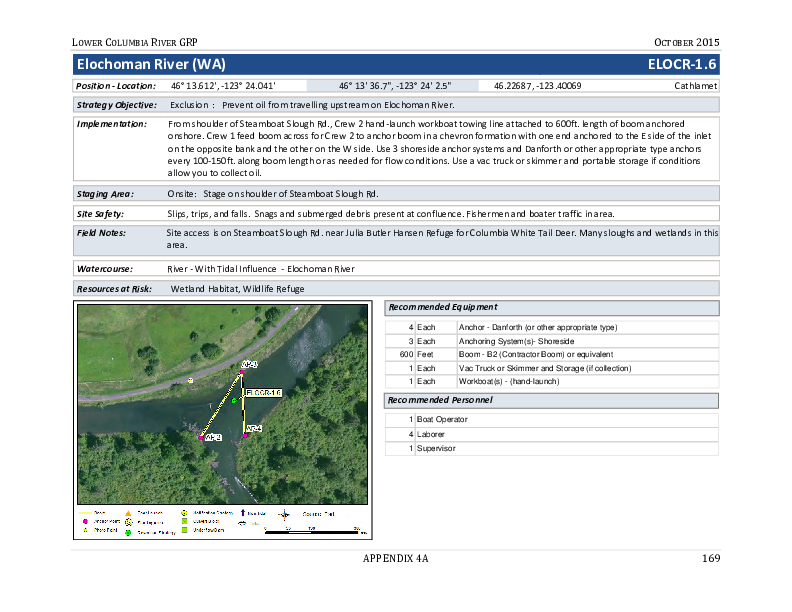 LOWER COLUMBIA RIVER GRP OCTOBER 2015
Elochoman River (WA) ELOCR-1.6
Position - Location: 46° 13.612', -123° 24.041' 46° 13' 36.7", -123° 24' 2.5" 46.22687, -123.40069 Cathlamet
Strategy Objective: Exclusion : Prevent oil from travelling upstream on Elochoman River.
Implementation: From shoulder of Steamboat Slough Rd., Crew 2 hand-launch workboat towing line attached to 600ft. length of boom anchored
onshore. Crew 1 feed boom across for Crew 2 to anchor boom in a chevron formation with one end anchored to the E side of the inlet
on the opposite bank and the other on the W side. Use 3 shoreside anchor systems and Danforth or other appropriate type anchors
every 100-150ft. along boom length or as needed for flow conditions. Use a vac truck or skimmer and portable storage if conditions
allow you to collect oil.
Staging Area: Onsite: Stage on shoulder of Steamboat Slough Rd.
Site Safety: Slips, trips, and falls. Snags and submerged debris present at confluence. Fishermen and boater traffic in area.
Field Notes: Site access is on Steamboat Slough Rd. near Julia Butler Hansen Refuge for Columbia White Tail Deer. Many sloughs and wetlands in this
area.
Watercourse: River - With Tidal Influence - Elochoman River
Resources at Risk: Wetland Habitat, Wildlife Refuge
Recommended Equipment
4 Each Anchor - Danforth (or other appropriate type)
3 Each Anchoring System(s)- Shoreside
600 Feet Boom - B2 (Contractor Boom) or equivalent
1 Each Vac Truck or Skimmer and Storage (if collection)
1 Each Workboat(s) - (hand-launch)
Recommended Personnel
1 Boat Operator
4 Laborer
1 Supervisor
ELOCR-1.6
Anchor Point
Photo Point
APPENDIX 4A 169